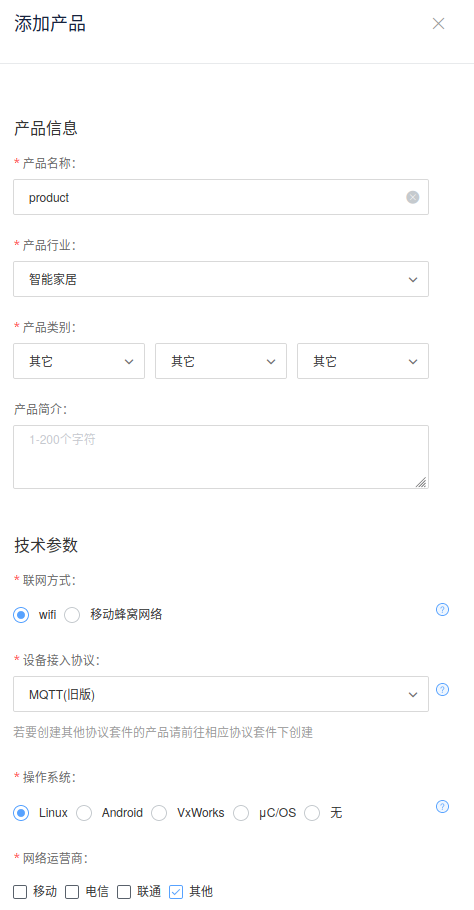 添加产品
产品信息
* 产品名称:
product
* 产品行业:
智能家居
* 产品类别:
其它 其它 其它
产品简介:
1-200个字符
技术参数
* 联网方式:
wifi 移动蜂窝网络 ?
* 设备接入协议:
MQTT(旧版) ?
若要创建其他协议套件的产品请前往相应协议套件下创建
* 操作系统: ?
Linux Android VxWorks μC/OS 无
* 网络运营商:
移动 电信 联通 其他